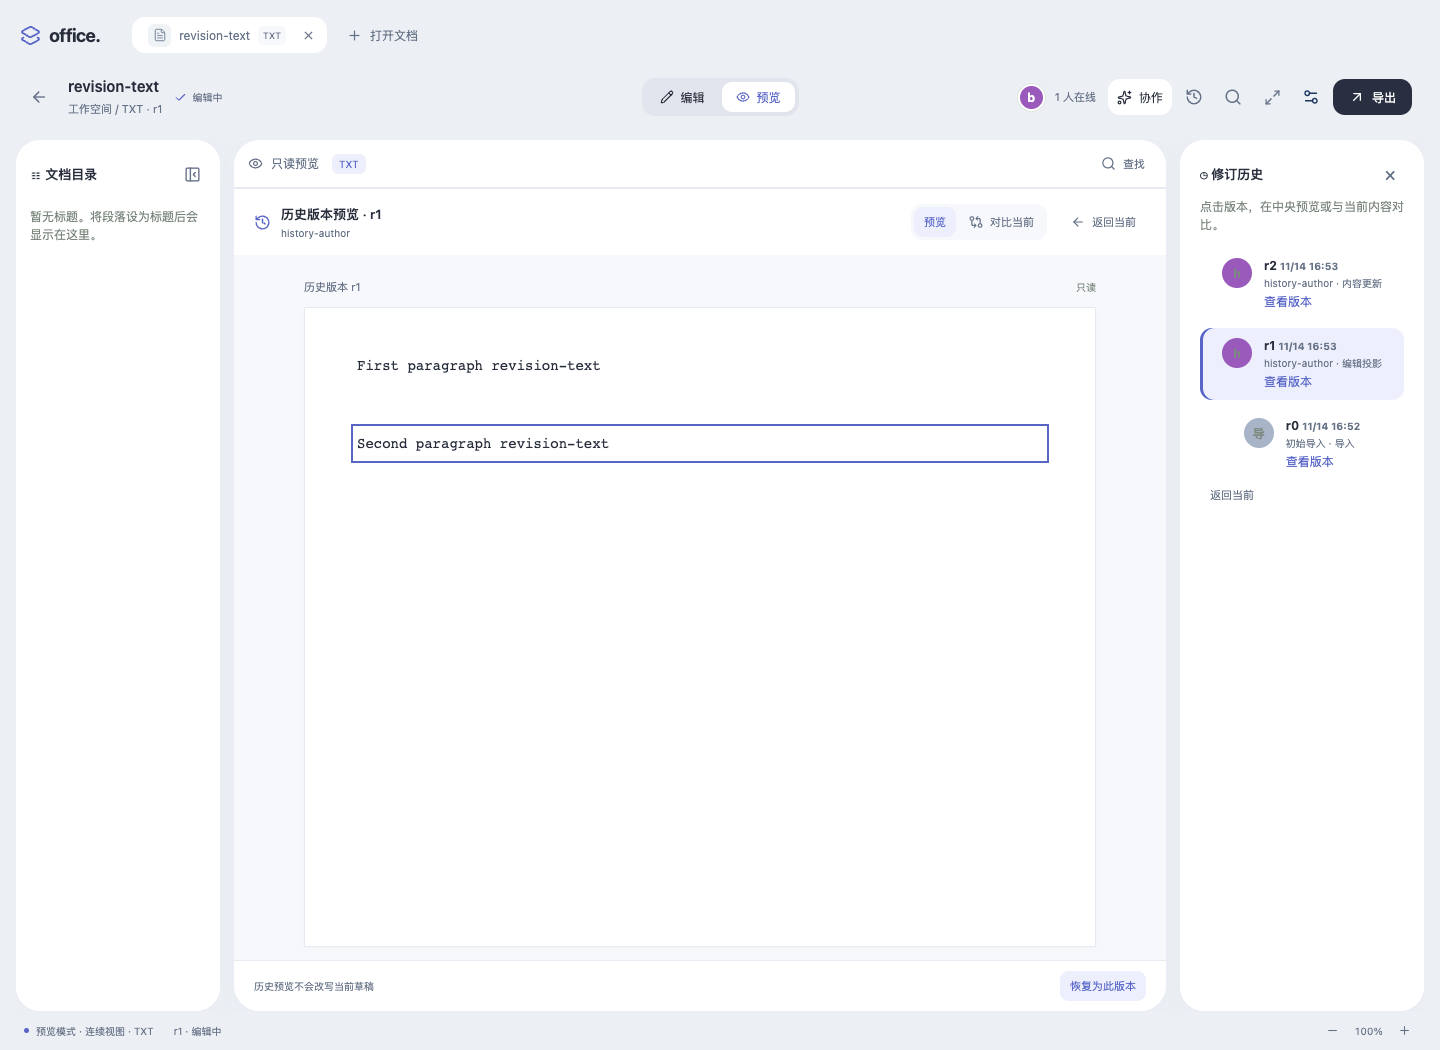 office.
revision-text TXT
打开文档
revision-text
工作空间 / TXT · r1
编辑中
编辑
预览
b
1 人在线
协作
导出
文档目录
暂无标题。将段落设为标题后会
显示在这里。
只读预览 TXT
查找
历史版本预览 · r1
history-author
预览
对比当前
返回当前
历史版本 r1
只读
First paragraph revision-text
Second paragraph revision-text
历史预览不会改写当前草稿
恢复为此版本
修订历史
点击版本，在中央预览或与当前内容对
比。
h
r2 11/14 16:53
history-author · 内容更新
查看版本
h
r1 11/14 16:53
history-author · 编辑投影
查看版本
导
r0 11/14 16:52
初始导入 · 导入
查看版本
返回当前
预览模式 · 连续视图 · TXT
r1 · 编辑中
100%